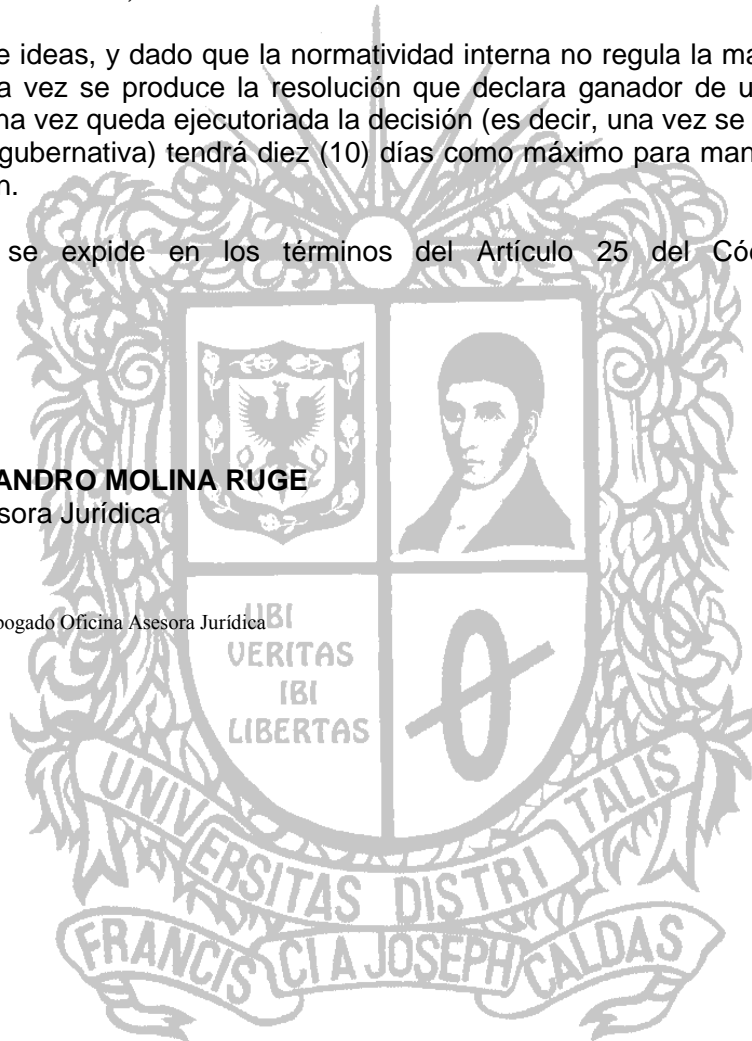 e ideas, y dado que la normatividad interna no regula la ma
a vez se produce la resolución que declara ganador de u
na vez queda ejecutoriada la decisión (es decir, una vez se
gubernativa) tendrá diez (10) días como máximo para man
n.
se expide en los términos del Artículo 25 del Có
ANDRO MOLINA RUGE
sora Jurídica
bogado Oficina Asesora Jurídica
UBI
VERITAS
IBI
LIBERTAS
UNIVERSITAS DISTRITALIS
FRANCISCI A JOSEPH CALDAS